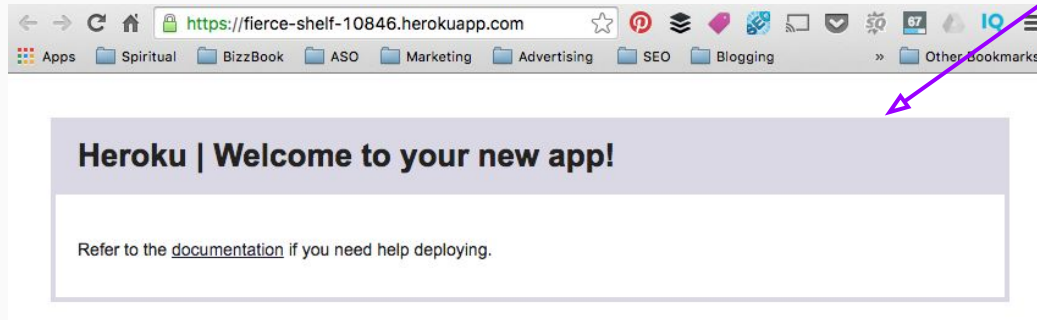 https://fierce-shelf-10846.herokuapp.com
Apps Spiritual BizzBook ASO Marketing Advertising SEO Blogging » Other Bookmarks
Heroku | Welcome to your new app!
Refer to the documentation if you need help deploying.